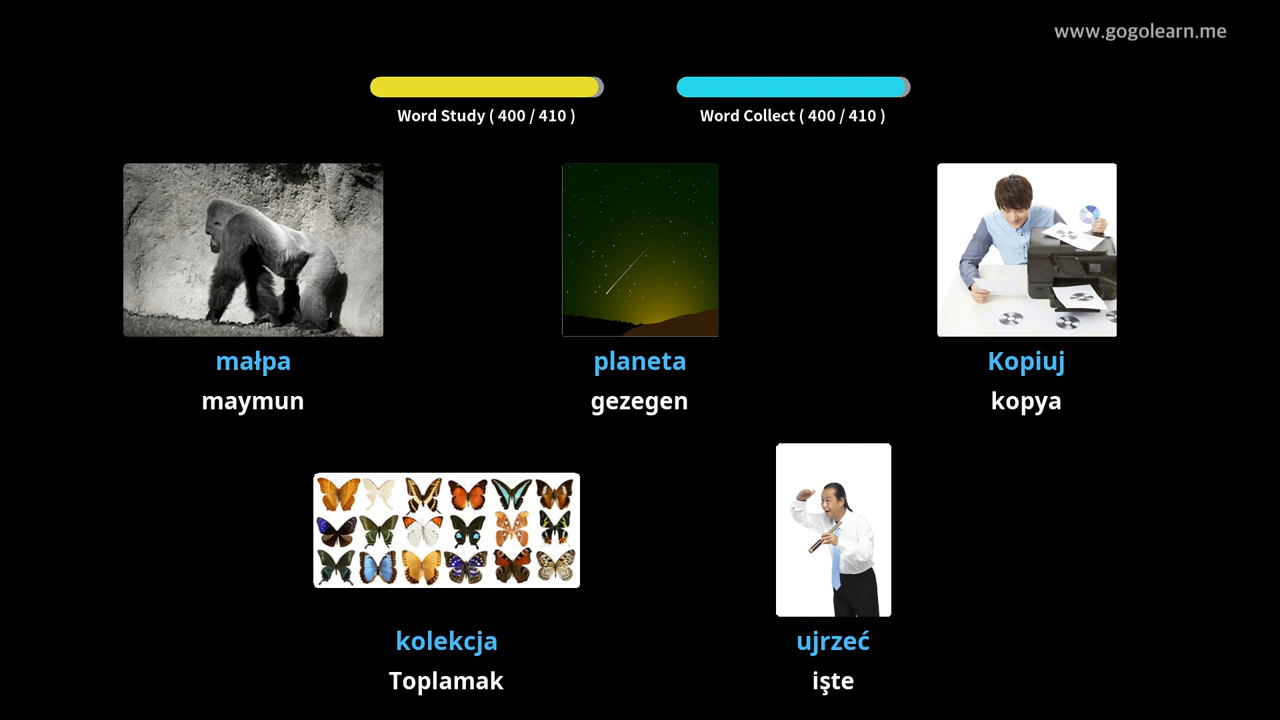 www.gogolearn.me
Word Study ( 400 / 410 )
Word Collect ( 400 / 410 )
małpa
maymun
planeta
gezegen
Kopiuj
kopya
kolekcja
Toplamak
ujrzeć
işte